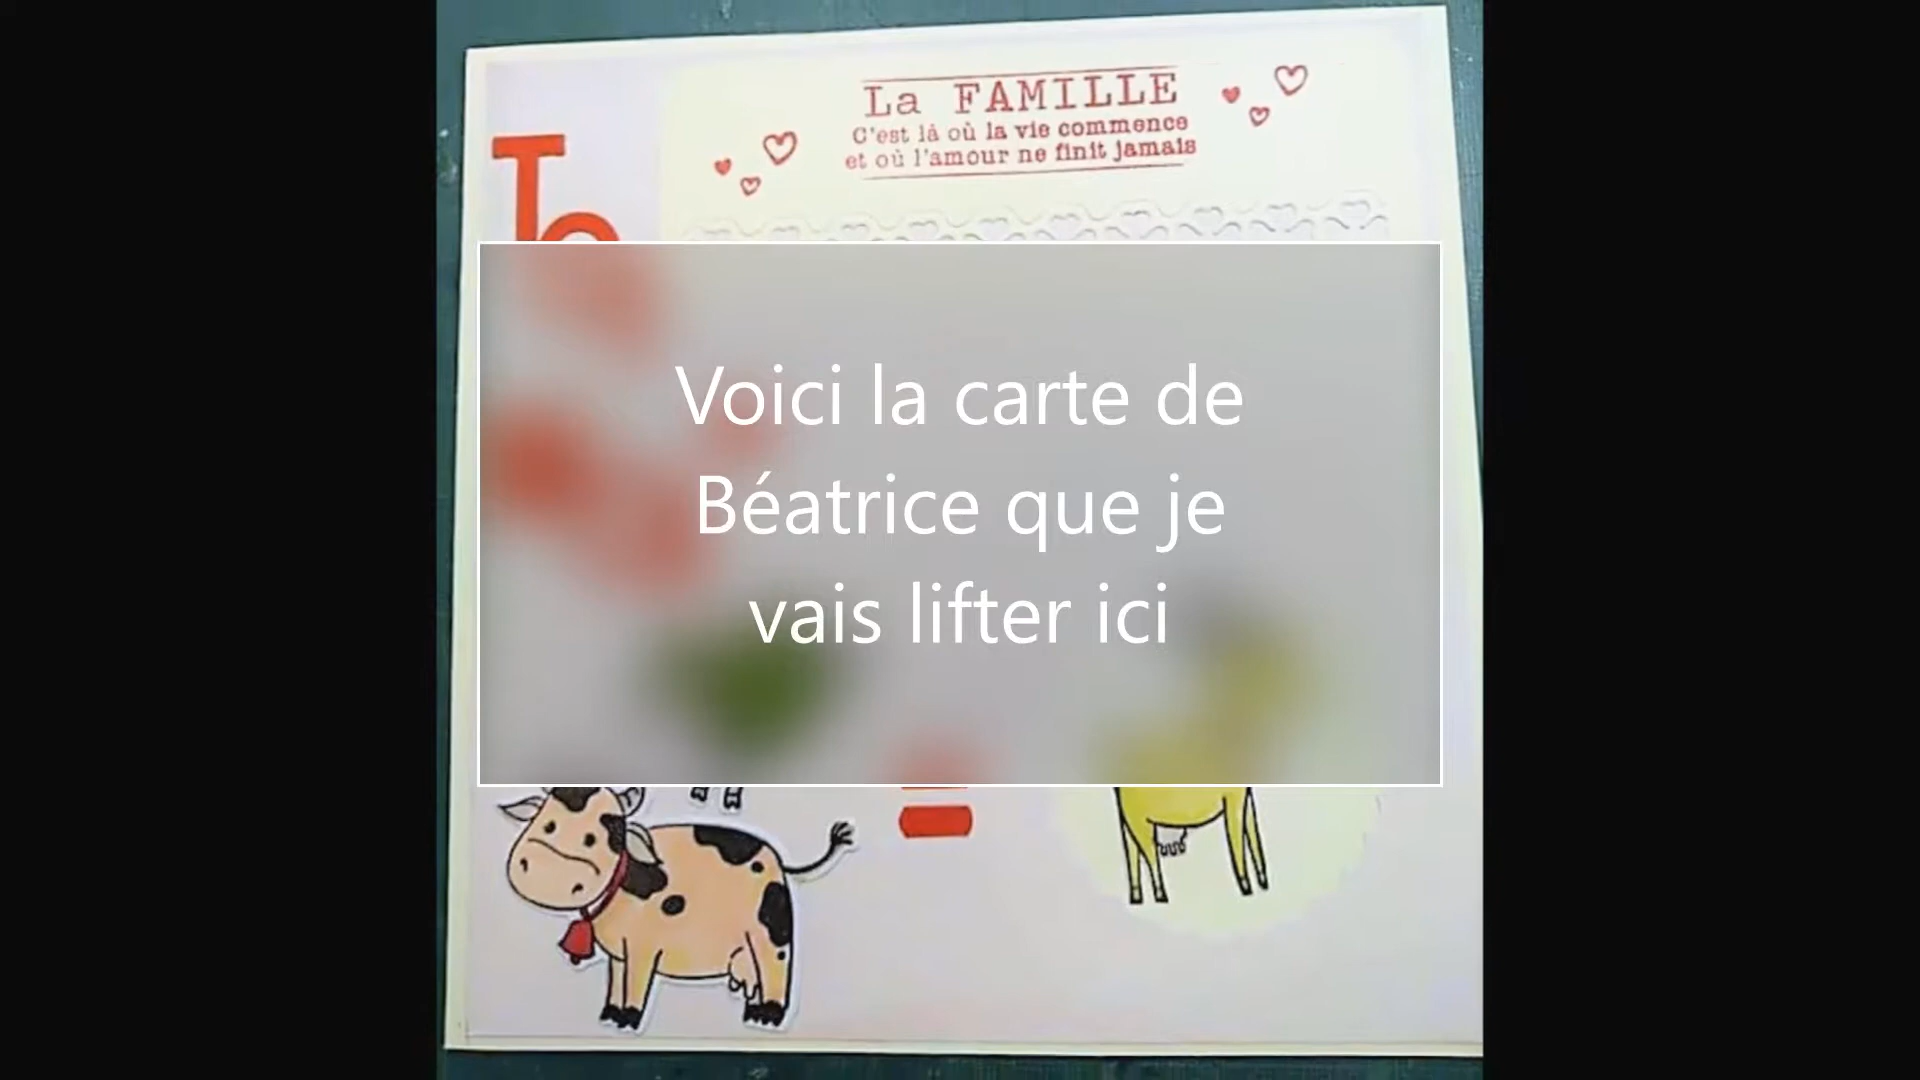 La FAMILLE
C'est là où la vie commence
et où l'amour ne finit jamais
Voici la carte de
Béatrice que je
vais lifter ici